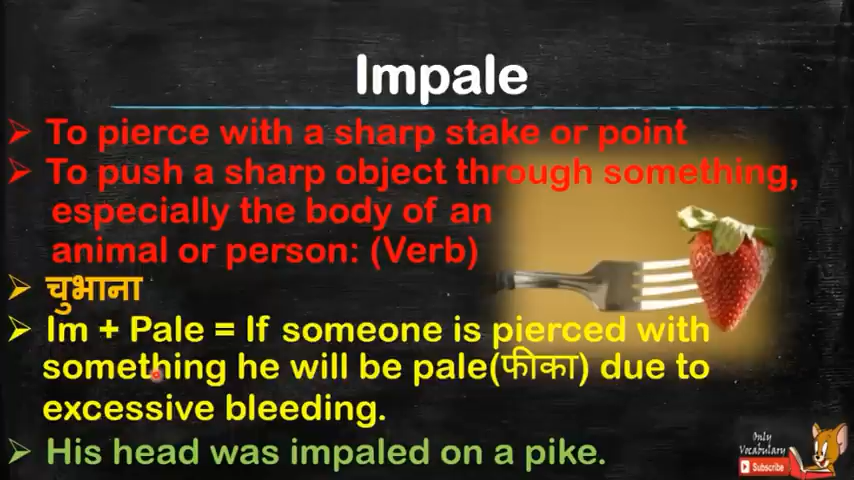 Impale
➢ To pierce with a sharp stake or point
➢ To push a sharp object through something,
especially the body of an
animal or person: (Verb)
➢ चुभाना
➢ Im + Pale = If someone is pierced with
something he will be pale(फीका) due to
excessive bleeding.
➢ His head was impaled on a pike.
Only
Vocabulary
Subscribe